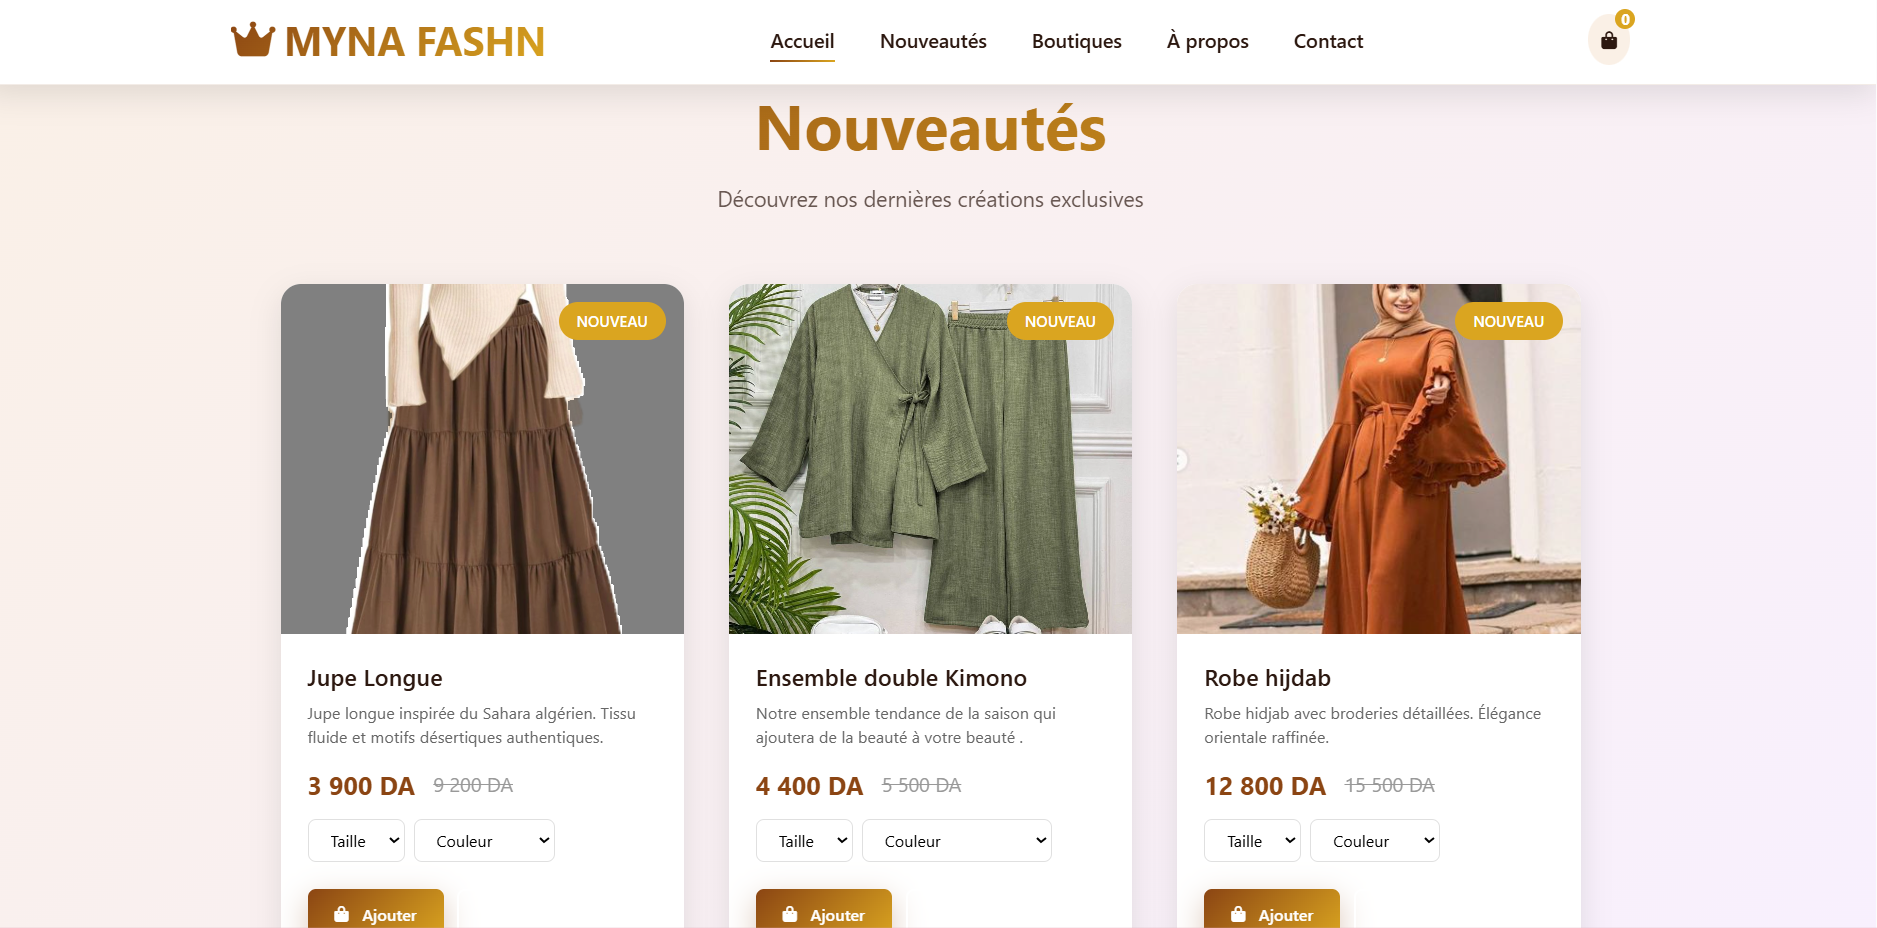 MYNA FASHN
Accueil Nouveautés Boutiques À propos Contact
0
Nouveautés
Découvrez nos dernières créations exclusives
NOUVEAU
NOUVEAU
NOUVEAU
Jupe Longue
Jupe longue inspirée du Sahara algérien. Tissu
fluide et motifs désertiques authentiques.
3 900 DA 9 200 DA
Taille Couleur
Ajouter
Ensemble double Kimono
Notre ensemble tendance de la saison qui
ajoutera de la beauté à votre beauté .
4 400 DA 5 500 DA
Taille Couleur
Ajouter
Robe hijdab
Robe hidjab avec broderies détaillées. Élégance
orientale raffinée.
12 800 DA 15 500 DA
Taille Couleur
Ajouter